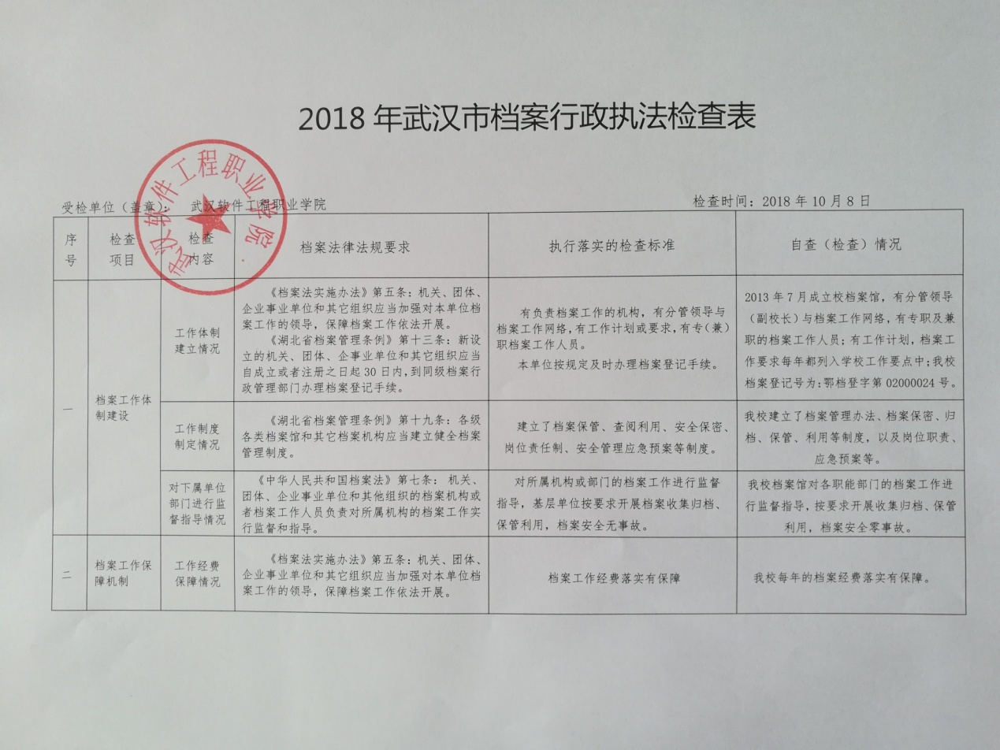 2018年武汉市档案行政执法检查表
武汉软件工程职业学院
受检单位（盖章）： 武汉软件工程职业学院
检查时间：2018年10月8日
序
号
检查
项目
检查
内容
档案法律法规要求
执行落实的检查标准
自查（检查）情况
一
档案工作体
制建设
工作体制
建立情况
《档案法实施办法》第五条：机关、团体、
企业事业单位和其它组织应当加强对本单位档
案工作的领导，保障档案工作依法开展。
《湖北省档案管理条例》第十三条：新设
立的机关、团体、企事业单位和其它组织应当
自成立或者注册之日起30日内，到同级档案行
政管理部门办理档案登记手续。
有负责档案工作的机构，有分管领导与
档案工作网络，有工作计划或要求，有专（兼）
职档案工作人员。
本单位按规定及时办理档案登记手续。
2013年7月成立校档案馆，有分管领导
（副校长）与档案工作网络，有专职及兼
职的档案工作人员；有工作计划，档案工
作要求每年都列入学校工作要点中；我校
档案登记号为：鄂档登字第02000024号。
工作制度
制定情况
《湖北省档案管理条例》第十九条：各级
各类档案馆和其它档案机构应当建立健全档案
管理制度。
建立了档案保管、查阅利用、安全保密、
岗位责任制、安全管理应急预案等制度。
我校建立了档案管理办法、档案保密、归
档、保管、利用等制度，以及岗位职责、
应急预案等。
对下属单位
部门进行监
督指导情况
《中华人民共和国档案法》第七条： 机关、
团体、企业事业单位和其他组织的档案机构或
者档案工作人员负责对所属机构的档案工作实
行监督和指导。
对所属机构或部门的档案工作进行监督
指导，基层单位按要求开展档案收集归档、
保管利用，档案安全无事故。
我校档案馆对各职能部门的档案工作进
行监督指导，按要求开展收集归档、保管
利用，档案安全零事故。
二
档案工作保
障机制
工作经费
保障情况
《档案法实施办法》第五条：机关、团体、
企业事业单位和其它组织应当加强对本单位档
案工作的领导，保障档案工作依法开展。
档案工作经费落实有保障
我校每年的档案经费落实有保障。